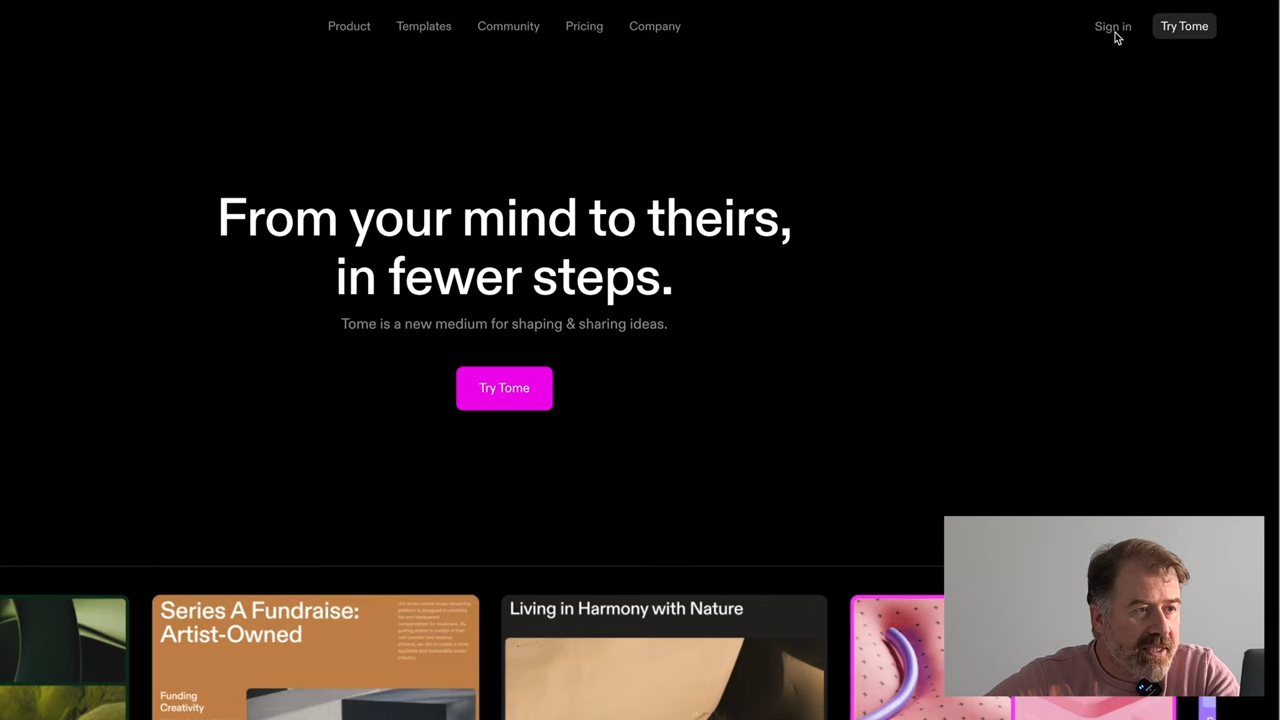 Product
Templates
Community
Pricing
Company
Sign in
Try Tome
From your mind to theirs,
in fewer steps.
Tome is a new medium for shaping & sharing ideas.
Try Tome
Series A Fundraise:
Artist-Owned
Living in Harmony with Nature
Funding
Creativity